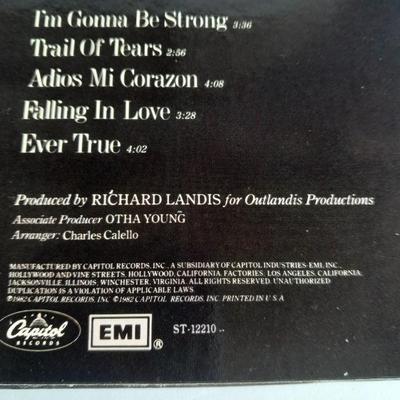 I'm Gonna Be Strong 3:36
Trail Of Tears 2:56
Adios Mi Corazon 4:08
Falling In Love 3:28
Ever True 4:02
Produced by RICHARD LANDIS for Outlandis Productions
Associate Producer OTHA YOUNG
Arranger: Charles Calello
MANUFACTURED BY CAPITOL RECORDS, INC., A SUBSIDIARY OF CAPITOL INDUSTRIES-EMI, INC.,
HOLLYWOOD AND VINE STREETS, HOLLYWOOD, CALIFORNIA. FACTORIES: LOS ANGELES, CALIFORNIA;
JACKSONVILLE, ILLINOIS; WINCHESTER, VIRGINIA. ALL RIGHTS RESERVED. UNAUTHORIZED
DUPLICATION IS A VIOLATION OF APPLICABLE LAWS.
℗1982 CAPITOL RECORDS, INC. ©1982 CAPITOL RECORDS, INC. PRINTED IN U.S.A.
Capitol
RECORDS
EMI ®
ST-12210